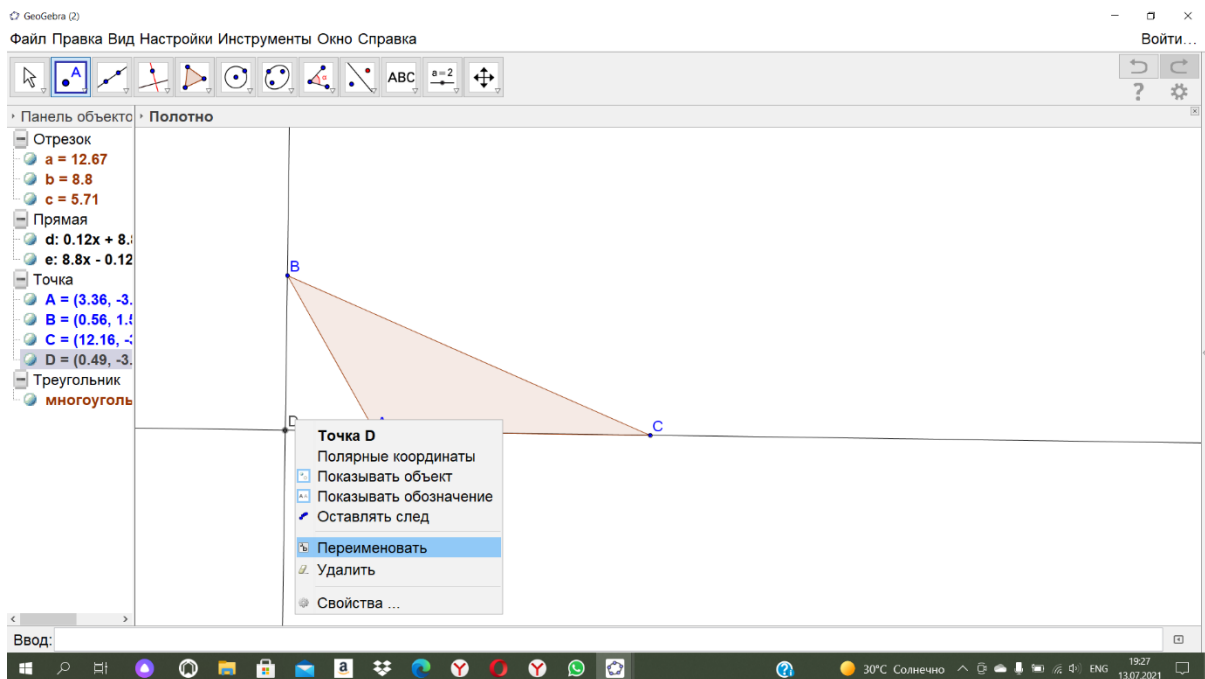 GeoGebra (2)
Файл Правка Вид Настройки Инструменты Окно Справка
Войти...
A
α
ABC
a=2
?
Панель объекто
Полотно
Отрезок
a = 12.67
b = 8.8
c = 5.71
Прямая
d: 0.12x + 8.8
e: 8.8x - 0.12
Точка
A = (3.36, -3.
B = (0.56, 1.5
C = (12.16, -3
D = (0.49, -3.
Треугольник
многоуголь
B
C
D
Точка D
Полярные координаты
Показывать объект
Показывать обозначение
Оставлять след
Переименовать
Удалить
Свойства ...
Ввод:
30°C Солнечно
ENG
19:27
13.07.2021